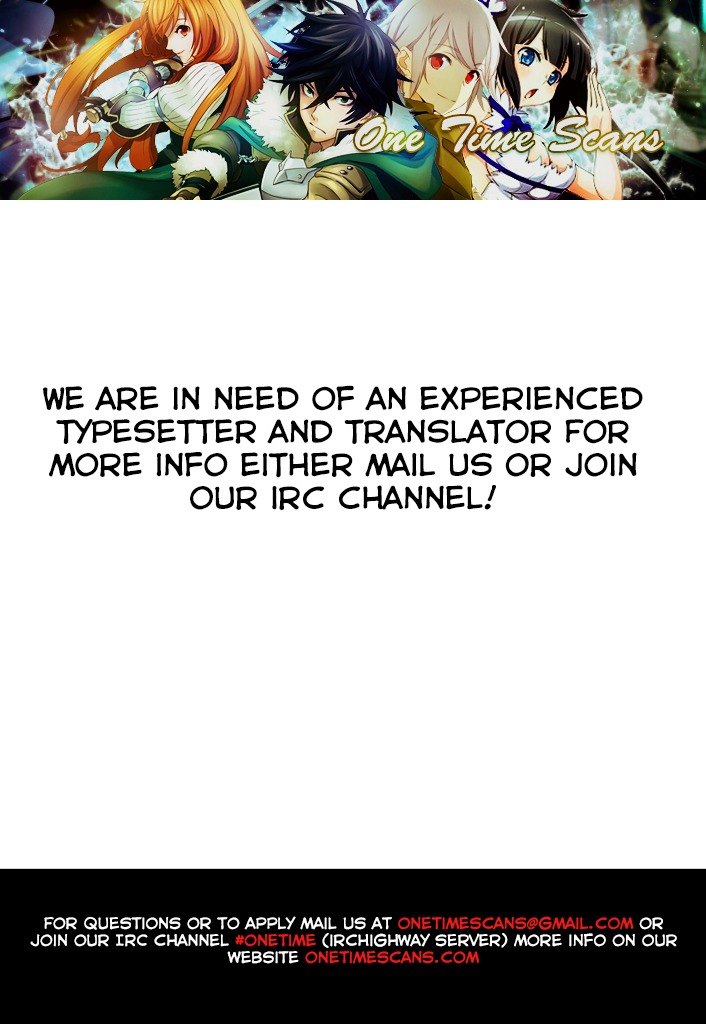 One Time Scans
WE ARE IN NEED OF AN EXPERIENCED
TYPESETTER AND TRANSLATOR FOR
MORE INFO EITHER MAIL US OR JOIN
OUR IRC CHANNEL!
FOR QUESTIONS OR TO APPLY MAIL US AT ONETIMESCANS@GMAIL.COM OR
JOIN OUR IRC CHANNEL #ONETIME (IRCHIGHWAY SERVER) MORE INFO ON OUR
WEBSITE ONETIMESCANS.COM